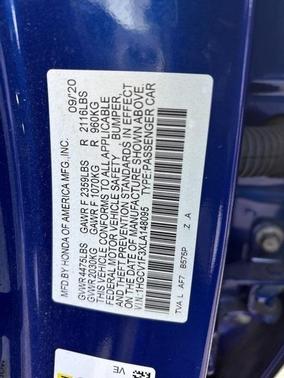 MFD. BY HONDA OF AMERICA MFG., INC. 09/20
GVWR 4475LBS GAWR F 2359LBS R 2116LBS
GVWR 2030KG GAWR F 1070KG R 960KG
THIS VEHICLE CONFORMS TO ALL APPLICABLE
FEDERAL MOTOR VEHICLE SAFETY BUMPER,
AND THEFT PREVENTION STANDARDS IN EFFECT
ON THE DATE OF MANUFACTURE SHOWN ABOVE.
VIN: 1HGCV1F3XLA148095 TYPE:PASSENGER CAR
TVA L AF7 B575P Z A
VE